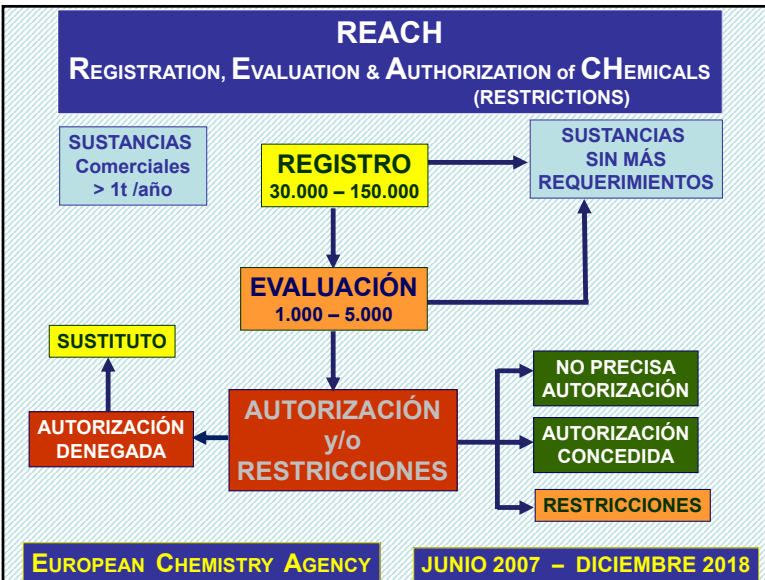 REACH
REGISTRATION, EVALUATION & AUTHORIZATION of CHEMICALS
(RESTRICTIONS)
SUSTANCIAS
Comerciales
> 1t /año
REGISTRO
30.000 – 150.000
SUSTANCIAS
SIN MÁS
REQUERIMIENTOS
EVALUACIÓN
1.000 – 5.000
SUSTITUTO
AUTORIZACIÓN
DENEGADA
AUTORIZACIÓN
y/o
RESTRICCIONES
NO PRECISA
AUTORIZACIÓN
AUTORIZACIÓN
CONCEDIDA
RESTRICCIONES
EUROPEAN CHEMISTRY AGENCY
JUNIO 2007 – DICIEMBRE 2018